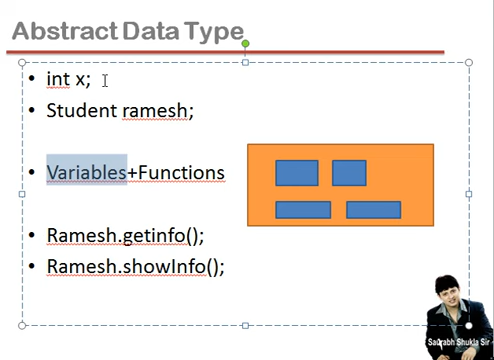 Abstract Data Type
• int x;
• Student ramesh;
• Variables+Functions
• Ramesh.getinfo();
• Ramesh.showInfo();
Saurabh Shukla Sir